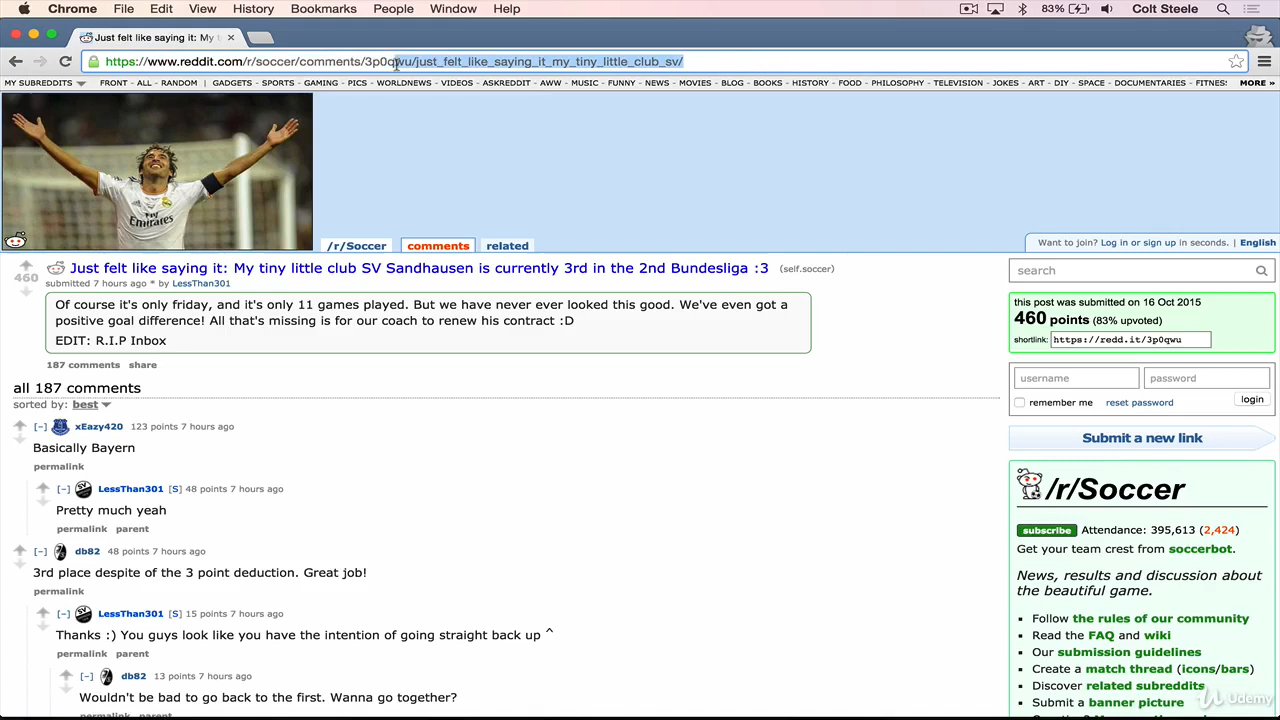 Chrome File Edit View History Bookmarks People Window Help 83% Colt Steele
Just felt like saying it: My t
https://www.reddit.com/r/soccer/comments/3p0qwu/just_felt_like_saying_it_my_tiny_little_club_sv/
MY SUBREDDITS FRONT - ALL - RANDOM | GADGETS - SPORTS - GAMING - PICS - WORLDNEWS - VIDEOS - ASKREDDIT - AWW - MUSIC - FUNNY - NEWS - MOVIES - BLOG - BOOKS - HISTORY - FOOD - PHILOSOPHY - TELEVISION - JOKES - ART - DIY - SPACE - DOCUMENTARIES - FITNES: MORE »
Fly
Emirates
/r/Soccer comments related
Want to join? Log in or sign up in seconds. | English
460
Just felt like saying it: My tiny little club SV Sandhausen is currently 3rd in the 2nd Bundesliga :3 (self.soccer)
submitted 7 hours ago * by LessThan301
Of course it's only friday, and it's only 11 games played. But we have never ever looked this good. We've even got a
positive goal difference! All that's missing is for our coach to renew his contract :D
EDIT: R.I.P Inbox
187 comments share
all 187 comments
sorted by: best
[–] xEazy420 123 points 7 hours ago
Basically Bayern
permalink
[–] LessThan301 [S] 48 points 7 hours ago
Pretty much yeah
permalink parent
[–] db82 48 points 7 hours ago
3rd place despite of the 3 point deduction. Great job!
permalink
[–] LessThan301 [S] 15 points 7 hours ago
Thanks :) You guys look like you have the intention of going straight back up ^
permalink parent
[–] db82 13 points 7 hours ago
Wouldn't be bad to go back to the first. Wanna go together?
permalink parent
search
this post was submitted on 16 Oct 2015
460 points (83% upvoted)
shortlink: https://redd.it/3p0qwu
username password
remember me reset password login
Submit a new link
/r/Soccer
subscribe Attendance: 395,613 (2,424)
Get your team crest from soccerbot.
News, results and discussion about
the beautiful game.
Follow the rules of our community
Read the FAQ and wiki
Our submission guidelines
Create a match thread (icons/bars)
Discover related subreddits
Submit a banner picture
Udemy